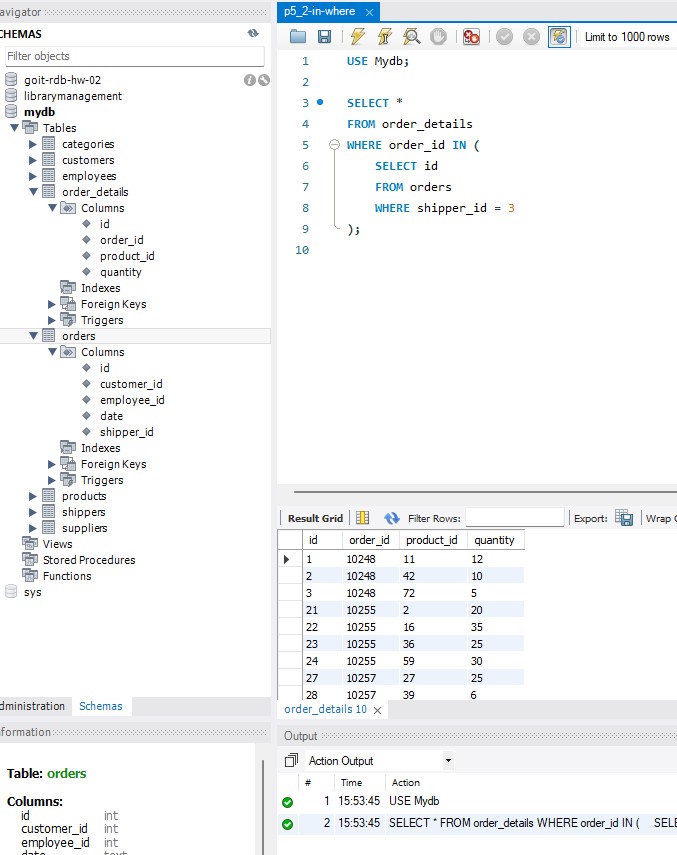 avigator
CHEMAS
Filter objects
goit-rdb-hw-02
librarymanagement
mydb
Tables
categories
customers
employees
order_details
Columns
id
order_id
product_id
quantity
Indexes
Foreign Keys
Triggers
orders
Columns
id
customer_id
employee_id
date
shipper_id
Indexes
Foreign Keys
Triggers
products
shippers
suppliers
Views
Stored Procedures
Functions
sys
dministration Schemas
formation
Table: orders
Columns:
id int
customer_id int
employee_id int
date text
p5_2-in-where
Limit to 1000 rows
1 USE Mydb;
2
3 SELECT *
4 FROM order_details
5 WHERE order_id IN (
6 SELECT id
7 FROM orders
8 WHERE shipper_id = 3
9 );
10
Result Grid Filter Rows: Export: Wrap C
id order_id product_id quantity
1 10248 11 12
2 10248 42 10
3 10248 72 5
21 10255 2 20
22 10255 16 35
23 10255 36 25
24 10255 59 30
27 10257 27 25
28 10257 39 6
order_details 10
Output
Action Output
# Time Action
1 15:53:45 USE Mydb
2 15:53:45 SELECT * FROM order_details WHERE order_id IN ( SELE